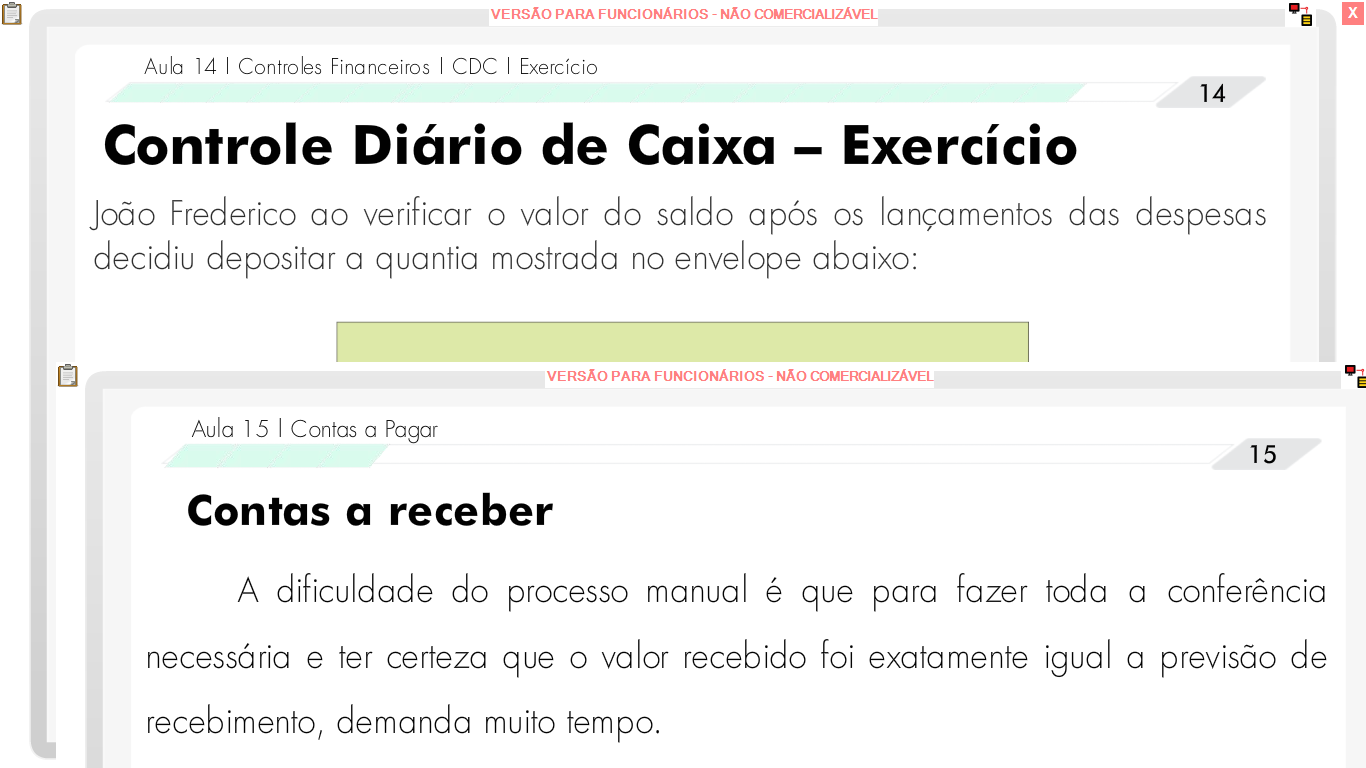 VERSÃO PARA FUNCIONÁRIOS - NÃO COMERCIALIZÁVEL
X
Aula 14 | Controles Financeiros | CDC | Exercício
14
Controle Diário de Caixa – Exercício
João Frederico ao verificar o valor do saldo após os lançamentos das despesas
decidiu depositar a quantia mostrada no envelope abaixo:
VERSÃO PARA FUNCIONÁRIOS - NÃO COMERCIALIZÁVEL
Aula 15 | Contas a Pagar
15
Contas a receber
A dificuldade do processo manual é que para fazer toda a conferência
necessária e ter certeza que o valor recebido foi exatamente igual a previsão de
recebimento, demanda muito tempo.